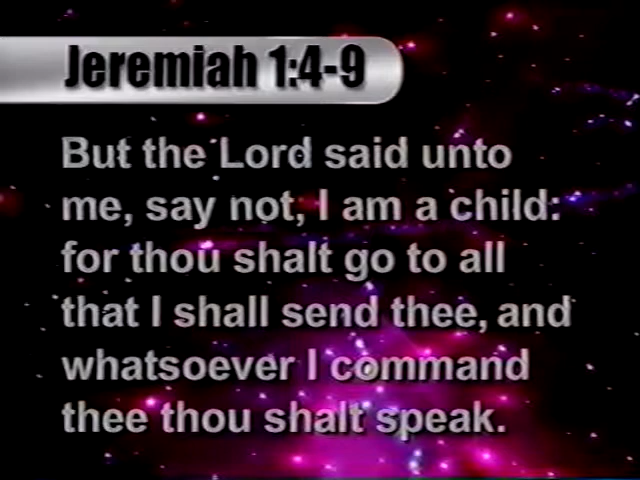 Jeremiah 1:4-9
But the Lord said unto
me, say not, I am a child:
for thou shalt go to all
that I shall send thee, and
whatsoever I command
thee thou shalt speak.